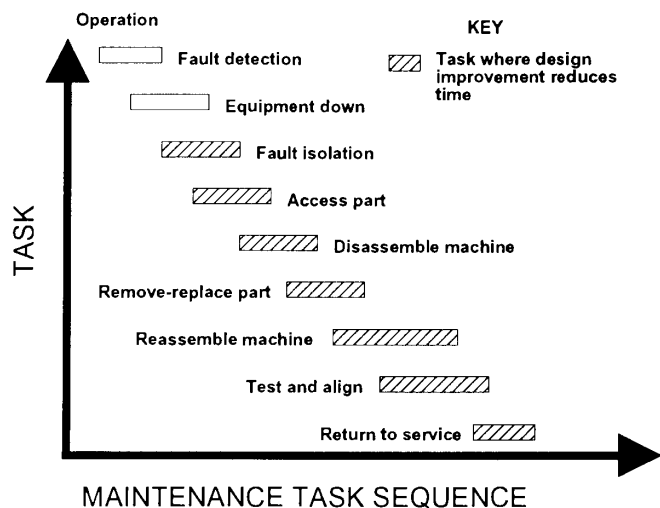 Operation
KEY
Fault detection
Task where design
improvement reduces
time
Equipment down
Fault isolation
Access part
Disassemble machine
Remove-replace part
Reassemble machine
Test and align
Return to service
TASK
MAINTENANCE TASK SEQUENCE